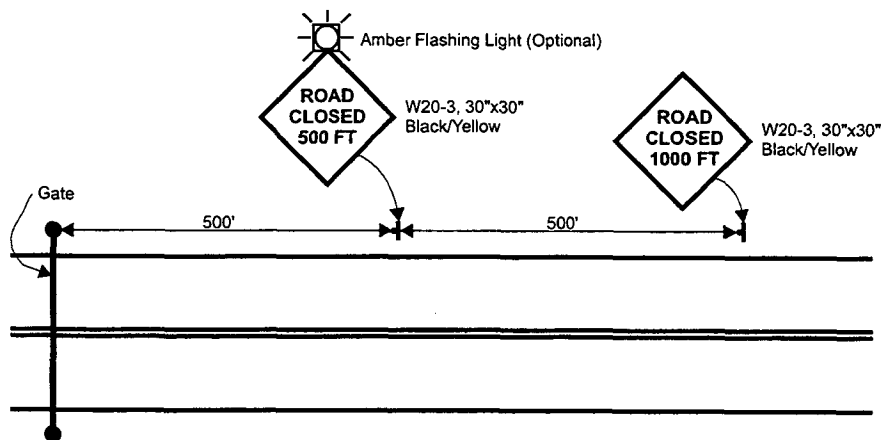 Amber Flashing Light (Optional)
ROAD
CLOSED
500 FT
W20-3, 30"x30"
Black/Yellow
ROAD
CLOSED
1000 FT
W20-3, 30"x30"
Black/Yellow
Gate
500'
500'